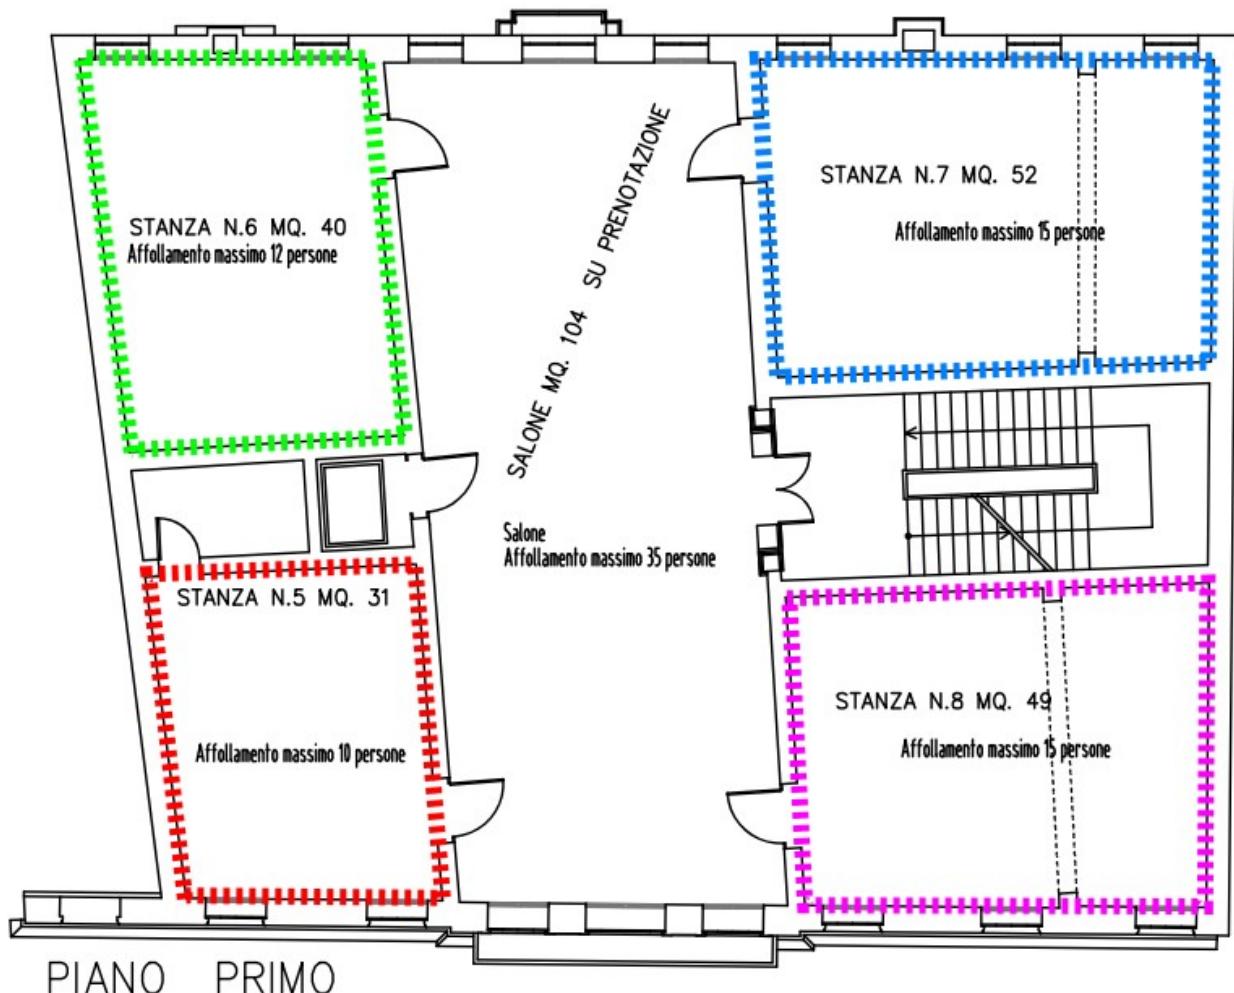 STANZA N.6 MQ. 40
Affollamento massimo 12 persone
SALONE MQ. 104 SU PRENOTAZIONE
STANZA N.7 MQ. 52
Affollamento massimo 15 persone
Salone
Affollamento massimo 35 persone
STANZA N.5 MQ. 31
Affollamento massimo 10 persone
STANZA N.8 MQ. 49
Affollamento massimo 15 persone
PIANO PRIMO